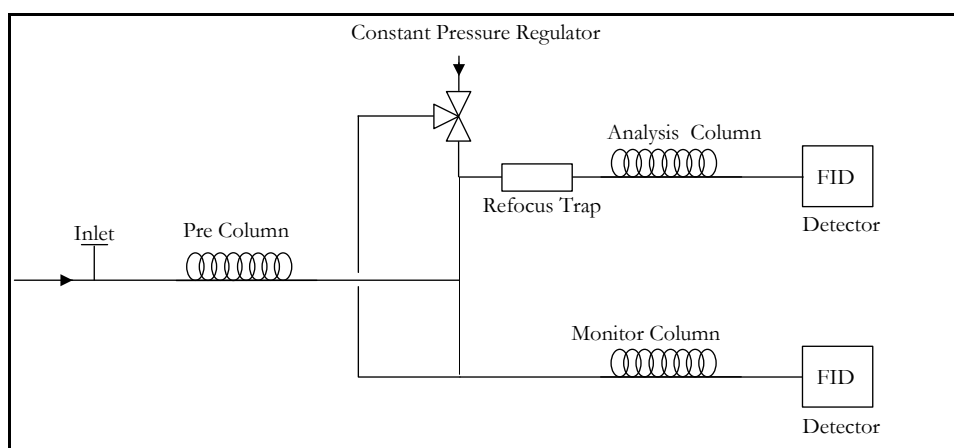 Constant Pressure Regulator
Analysis Column
FID
Refocus Trap
Detector
Inlet
Pre Column
Monitor Column
FID
Detector